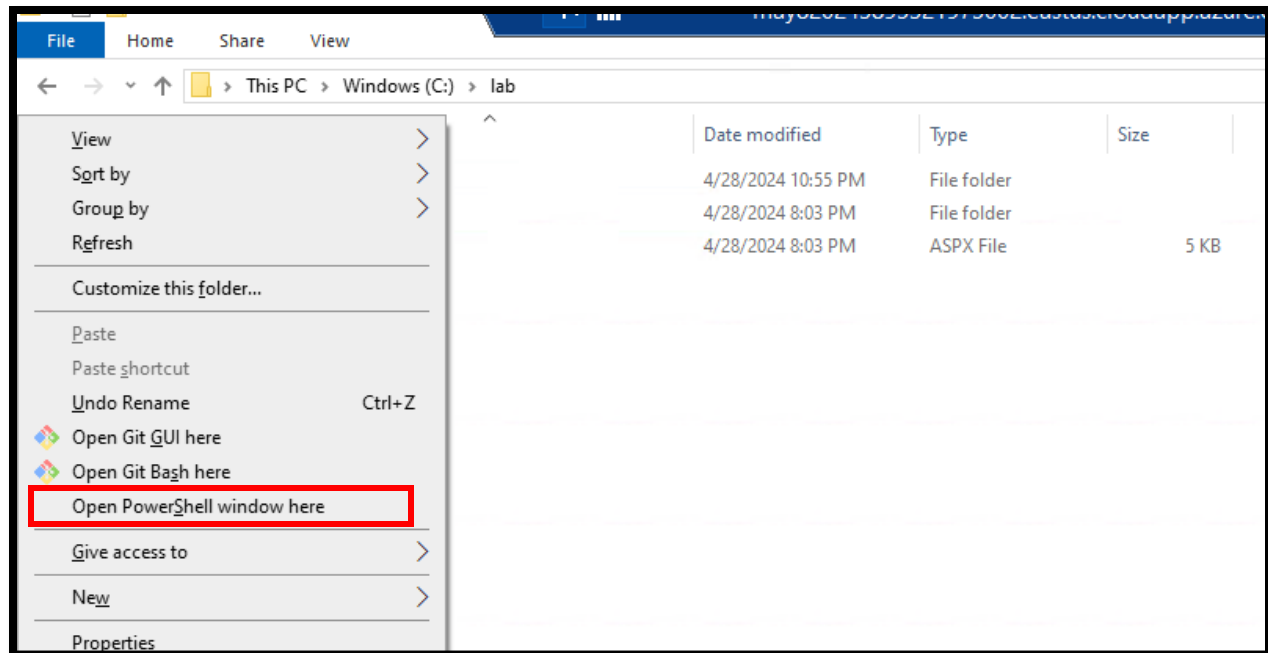 File Home Share View
This PC > Windows (C:) > lab
View
Sort by
Group by
Refresh
Customize this folder...
Paste
Paste shortcut
Undo Rename Ctrl+Z
Open Git GUI here
Open Git Bash here
Open PowerShell window here
Give access to
New
Properties
Date modified Type Size
4/28/2024 10:55 PM File folder
4/28/2024 8:03 PM File folder
4/28/2024 8:03 PM ASPX File 5 KB